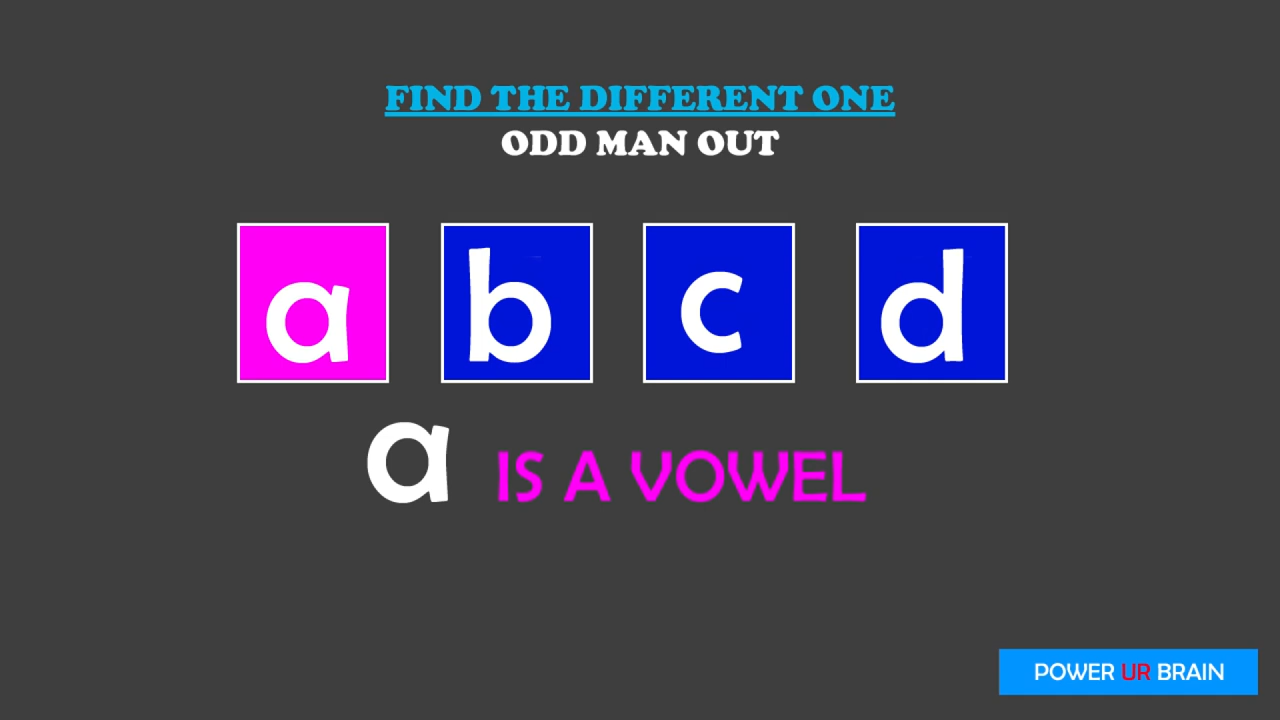 FIND THE DIFFERENT ONE
ODD MAN OUT
a b c d
a IS A VOWEL
POWER UR BRAIN